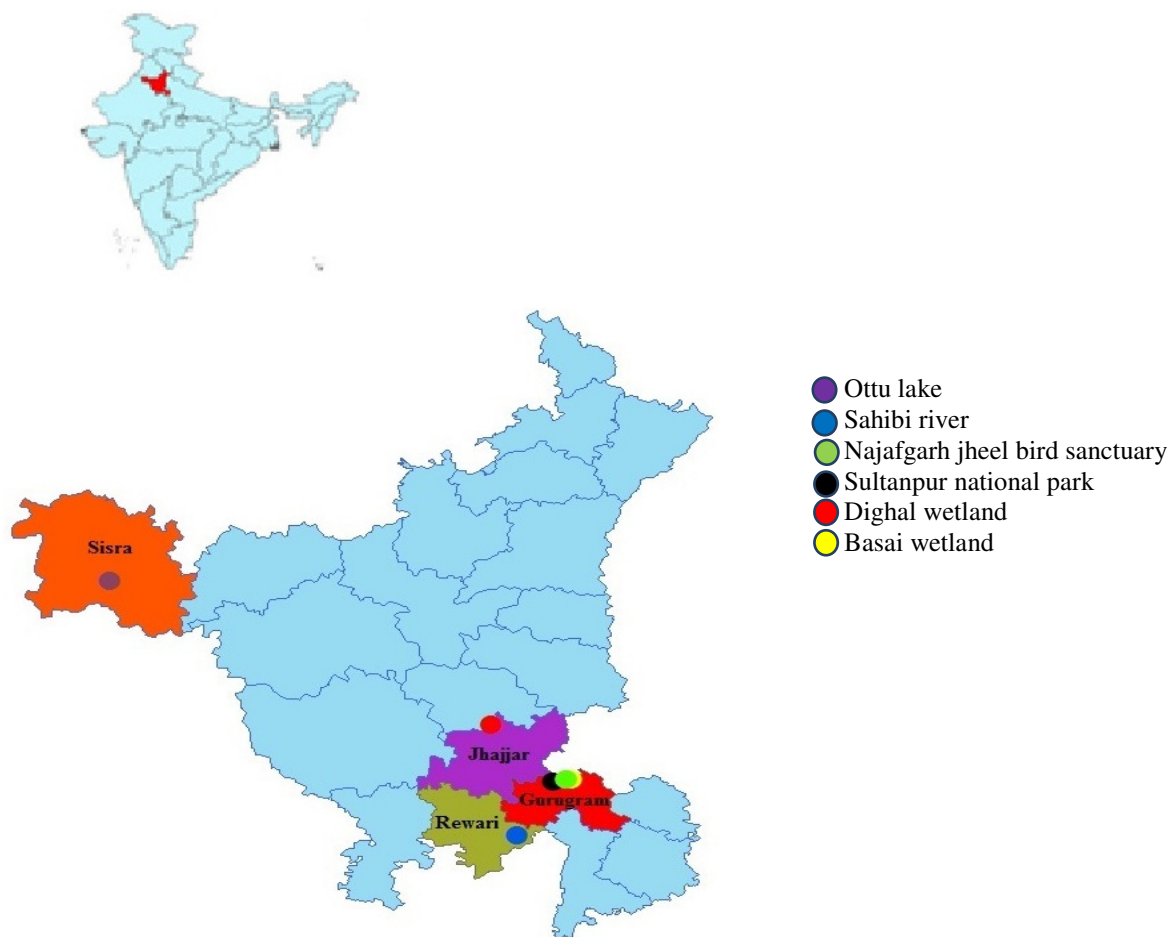 Ottu lake
Sahibi river
Najafgarh jheel bird sanctuary
Sultanpur national park
Dighal wetland
Basai wetland
Sisra
Jhajjar
Gurugram
Rewari